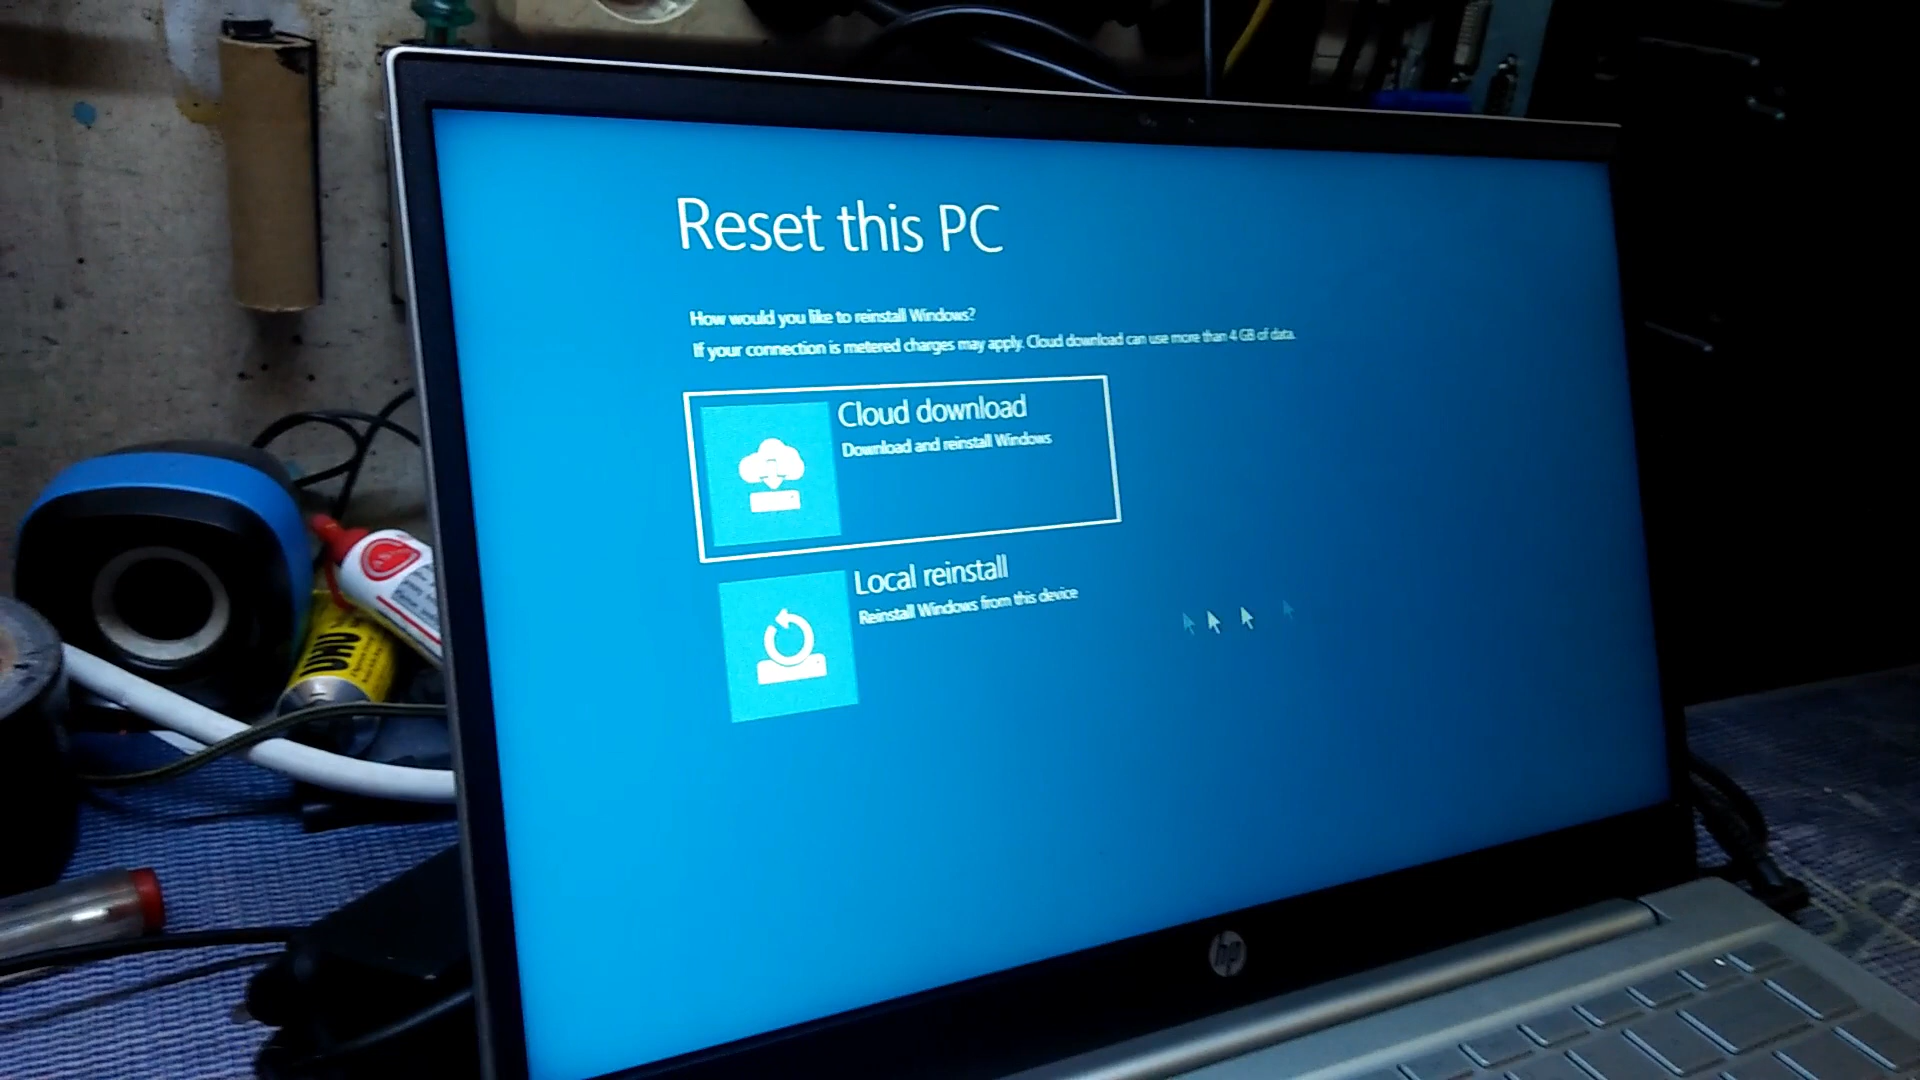 Reset this PC
How would you like to reinstall Windows?
If your connection is metered charges may apply. Cloud download can use more than 4 GB of data.
Cloud download
Download and reinstall Windows
Local reinstall
Reinstall Windows from this device
UHU
hp